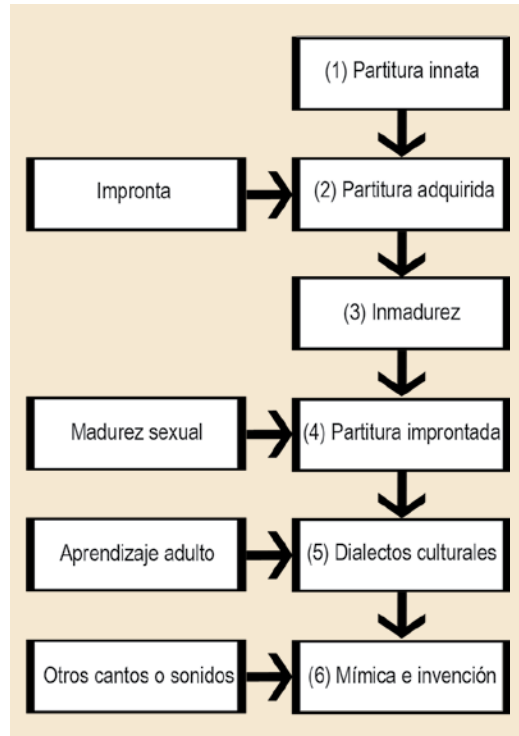 (1) Partitura innata
Impronta
(2) Partitura adquirida
(3) Inmadurez
Madurez sexual
(4) Partitura improntada
Aprendizaje adulto
(5) Dialectos culturales
Otros cantos o sonidos
(6) Mímica e invención